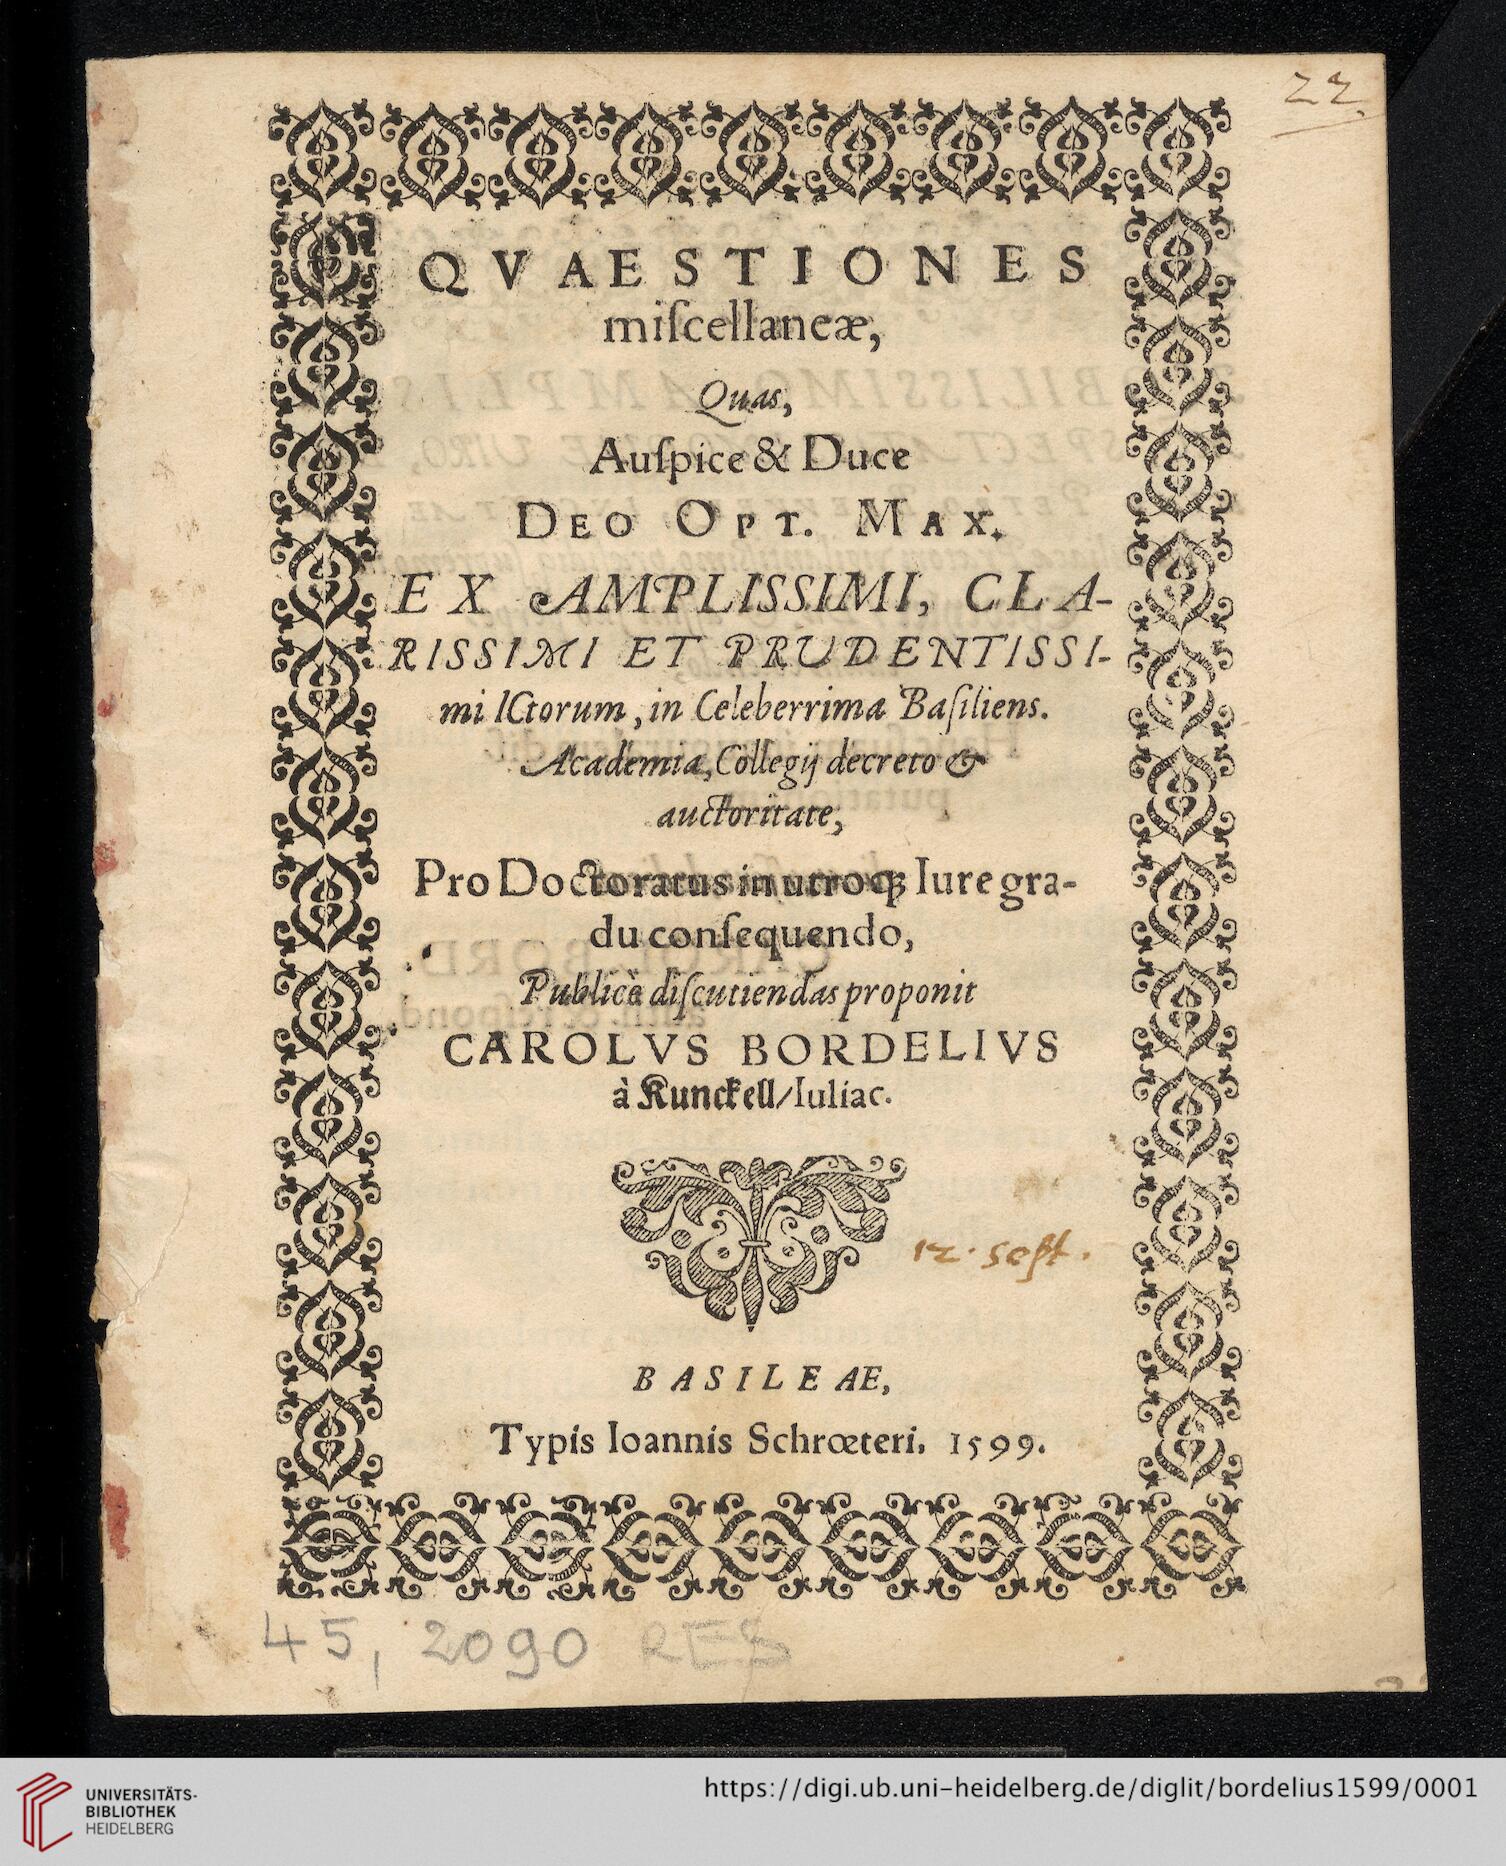 22.
QVAESTIONES
miſcellaneæ,
Quas,
Auſpice & Duce
DEO OPT. MAX.
EX AMPLISSIMI, CLA-
RISSIMI ET PRUDENTISSI-
mi ICtorum, in Celeberrima Baſiliens.
Academia, Collegij decreto &
auctoritate,
Pro Doctoratus in utroq; Iure gra-
du conſequendo,
Publicè diſcutiendas proponit
CAROLVS BORDELIVS
à Kunckell/Iuliac.
12. sept.
BASILEAE,
Typis Ioannis Schrœteri. 1599.
45, 2090 RES
UNIVERSITÄTS-
BIBLIOTHEK
HEIDELBERG
https://digi.ub.uni-heidelberg.de/diglit/bordelius1599/0001